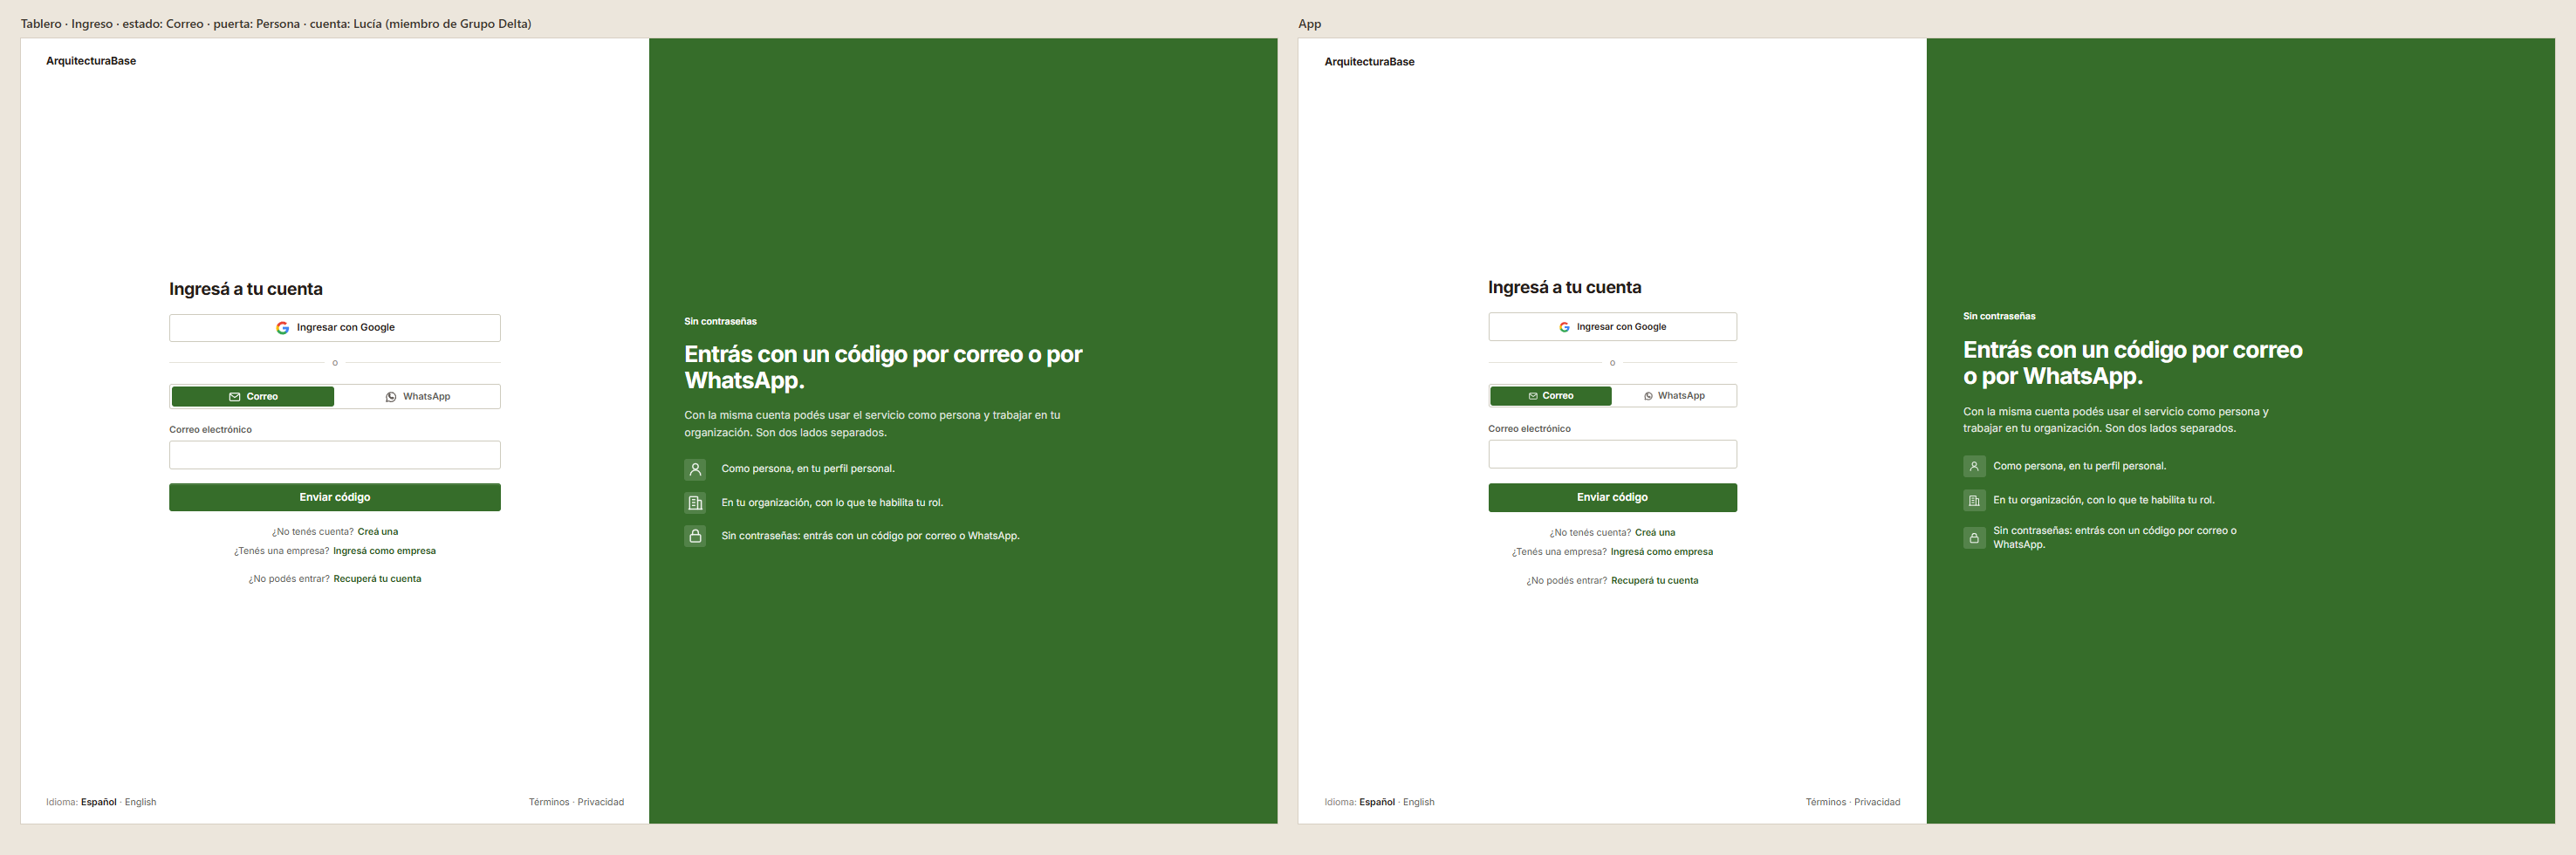 Tablero · Ingreso · estado: Correo · puerta: Persona · cuenta: Lucía (miembro de Grupo Delta)
ArquitecturaBase
Ingresá a tu cuenta
Ingresar con Google
o
Correo
WhatsApp
Correo electrónico
Enviar código
¿No tenés cuenta? Creá una
¿Tenés una empresa? Ingresá como empresa
¿No podés entrar? Recuperá tu cuenta
Idioma: Español · English
Términos · Privacidad
Sin contraseñas
Entrás con un código por correo o por
WhatsApp.
Con la misma cuenta podés usar el servicio como persona y trabajar en tu
organización. Son dos lados separados.
Como persona, en tu perfil personal.
En tu organización, con lo que te habilita tu rol.
Sin contraseñas: entrás con un código por correo o WhatsApp.
App
ArquitecturaBase
Ingresá a tu cuenta
Ingresar con Google
o
Correo
WhatsApp
Correo electrónico
Enviar código
¿No tenés cuenta? Creá una
¿Tenés una empresa? Ingresá como empresa
¿No podés entrar? Recuperá tu cuenta
Idioma: Español · English
Términos · Privacidad
Sin contraseñas
Entrás con un código por correo
o por WhatsApp.
Con la misma cuenta podés usar el servicio como persona y
trabajar en tu organización. Son dos lados separados.
Como persona, en tu perfil personal.
En tu organización, con lo que te habilita tu rol.
Sin contraseñas: entrás con un código por correo o
WhatsApp.